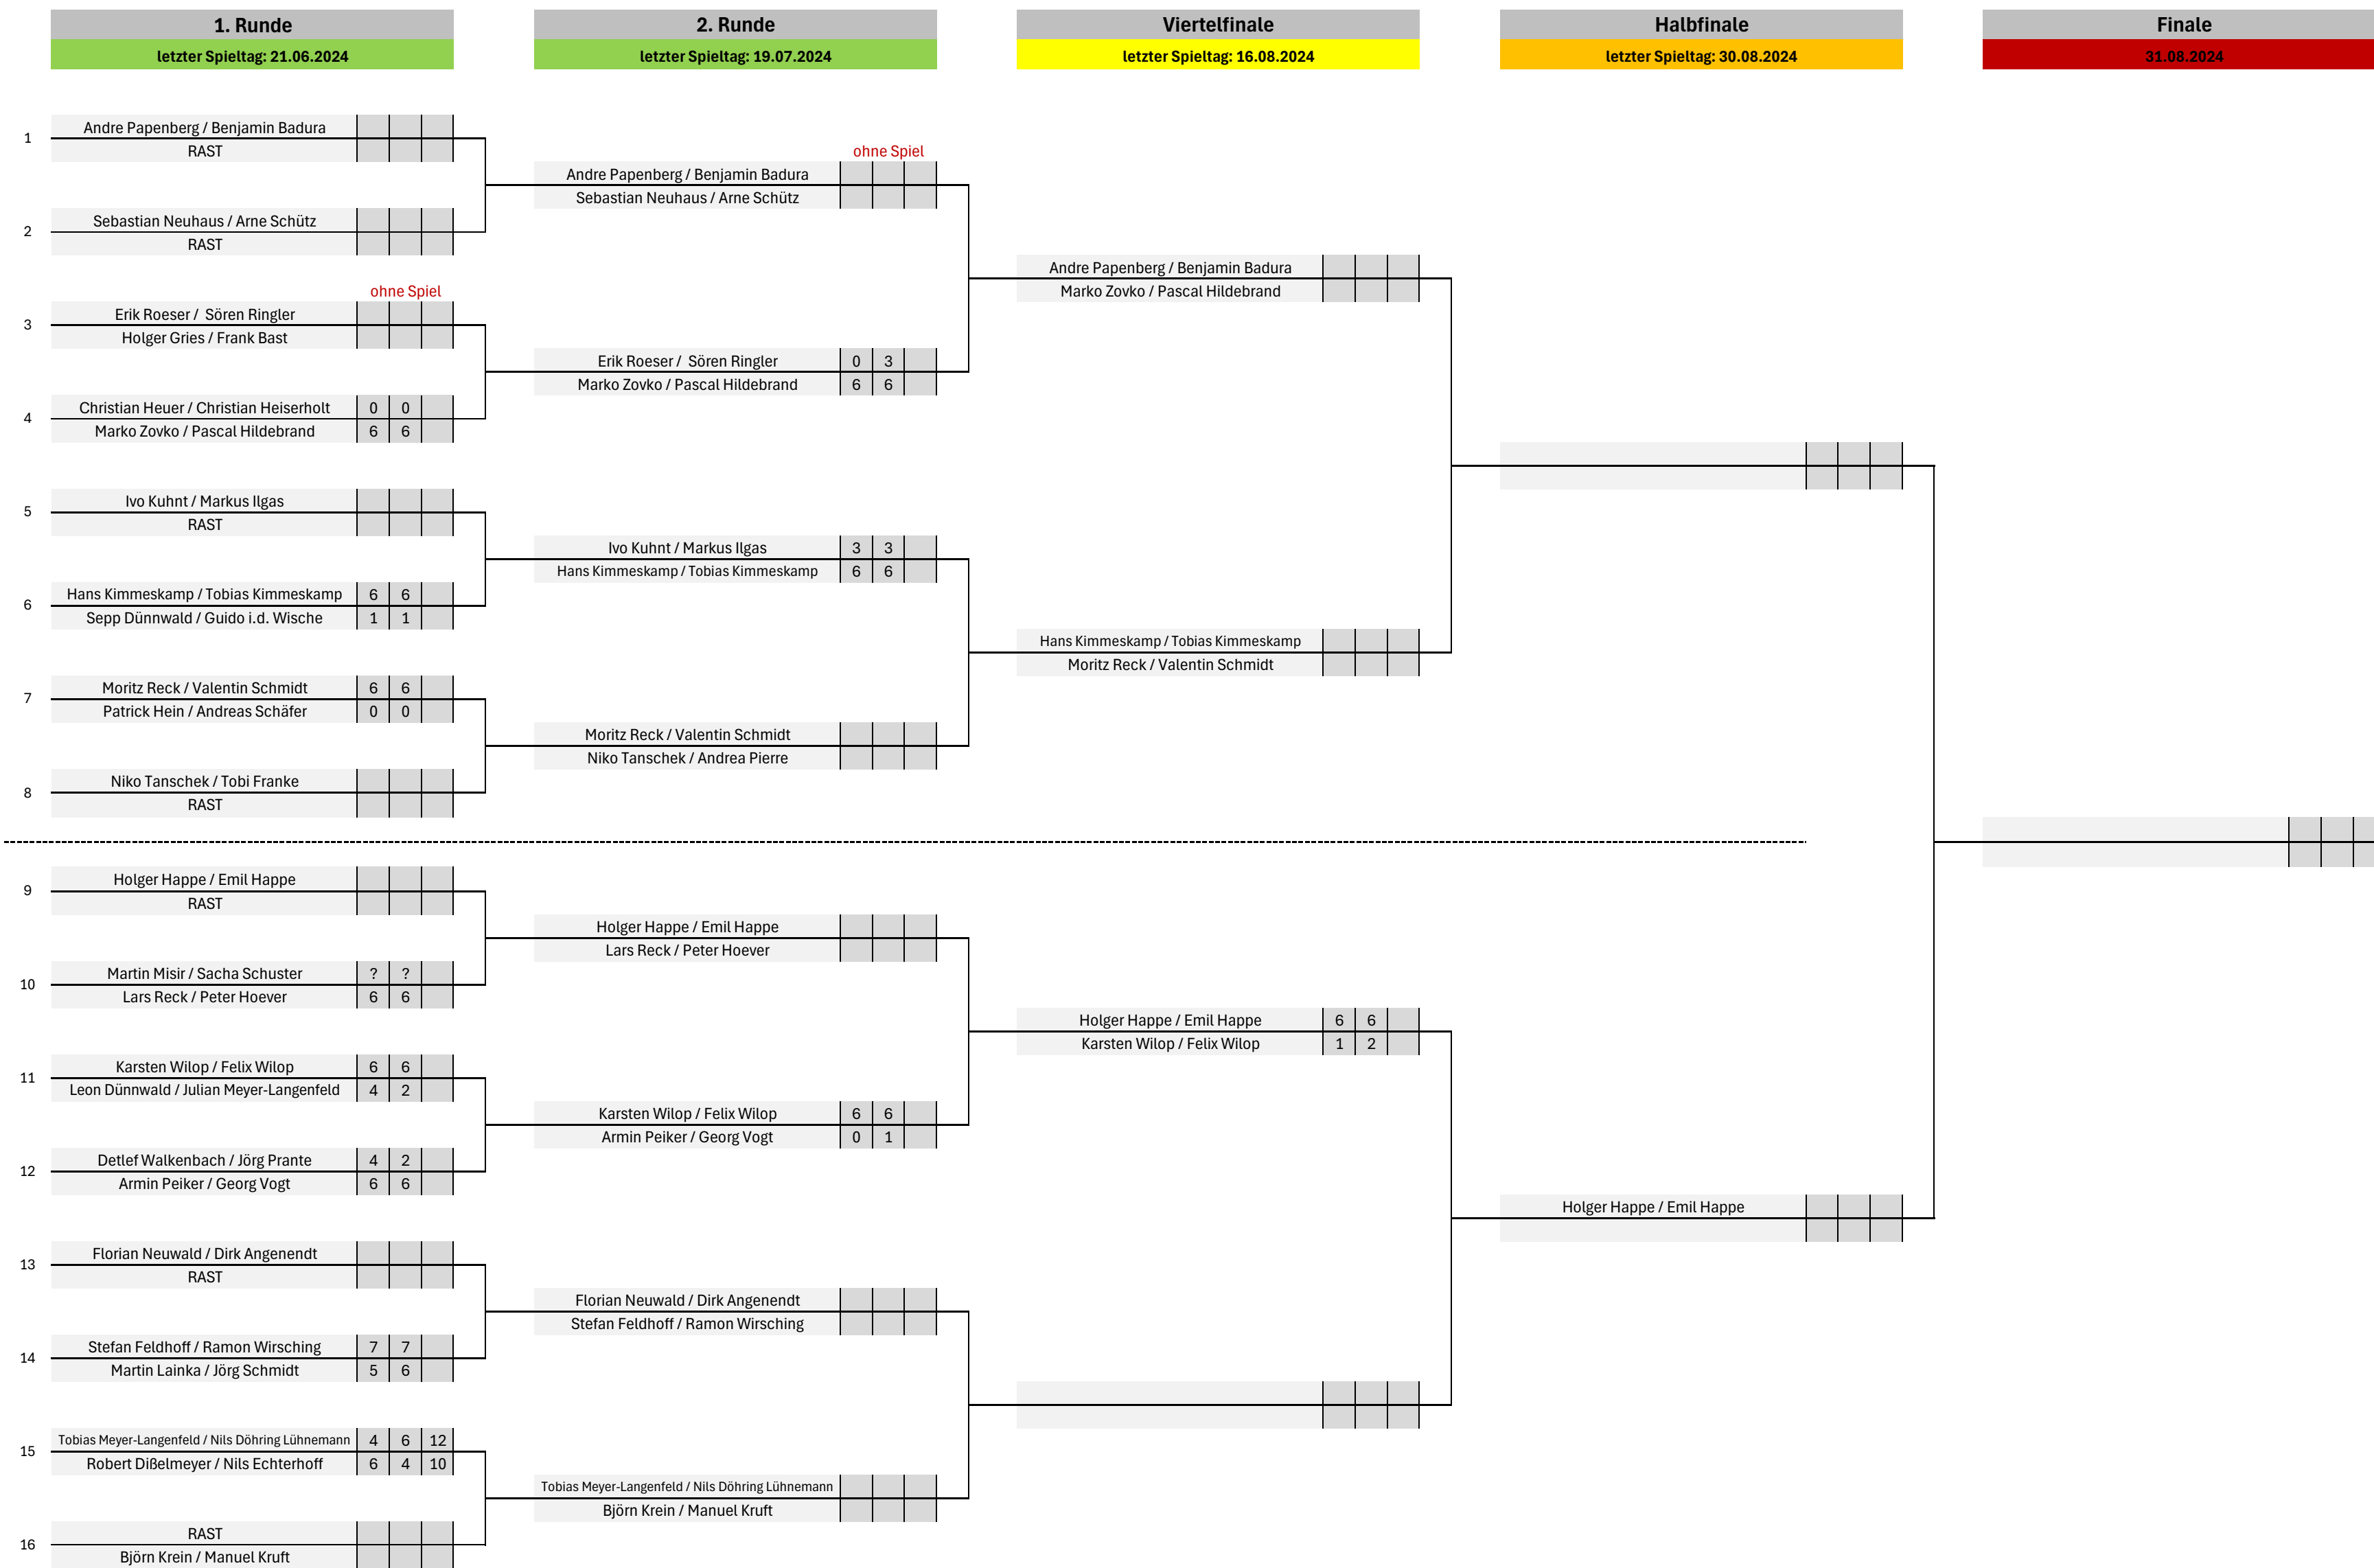 1. Runde
letzter Spieltag: 21.06.2024
2. Runde
letzter Spieltag: 19.07.2024
Viertelfinale
letzter Spieltag: 16.08.2024
Halbfinale
letzter Spieltag: 30.08.2024
Finale
31.08.2024
1
Andre Papenberg / Benjamin Badura
RAST
2
Sebastian Neuhaus / Arne Schütz
RAST
ohne Spiel
3
Erik Roeser / Sören Ringler
Holger Gries / Frank Bast
4
Christian Heuer / Christian Heiserholt 0 0
Marko Zovko / Pascal Hildebrand 6 6
5
Ivo Kuhnt / Markus Ilgas
RAST
6
Hans Kimmeskamp / Tobias Kimmeskamp 6 6
Sepp Dünnwald / Guido i.d. Wische 1 1
7
Moritz Reck / Valentin Schmidt 6 6
Patrick Hein / Andreas Schäfer 0 0
8
Niko Tanschek / Tobi Franke
RAST
9
Holger Happe / Emil Happe
RAST
10
Martin Misir / Sacha Schuster ? ?
Lars Reck / Peter Hoever 6 6
11
Karsten Wilop / Felix Wilop 6 6
Leon Dünnwald / Julian Meyer-Langenfeld 4 2
12
Detlef Walkenbach / Jörg Prante 4 2
Armin Peiker / Georg Vogt 6 6
13
Florian Neuwald / Dirk Angenendt
RAST
14
Stefan Feldhoff / Ramon Wirsching 7 7
Martin Lainka / Jörg Schmidt 5 6
15
Tobias Meyer-Langenfeld / Nils Döhring Lühnemann 4 6 12
Robert Dißelmeyer / Nils Echterhoff 6 4 10
16
RAST
Björn Krein / Manuel Kruft
ohne Spiel
Andre Papenberg / Benjamin Badura
Sebastian Neuhaus / Arne Schütz
Erik Roeser / Sören Ringler 0 3
Marko Zovko / Pascal Hildebrand 6 6
Ivo Kuhnt / Markus Ilgas 3 3
Hans Kimmeskamp / Tobias Kimmeskamp 6 6
Moritz Reck / Valentin Schmidt
Niko Tanschek / Andrea Pierre
Holger Happe / Emil Happe
Lars Reck / Peter Hoever
Karsten Wilop / Felix Wilop 6 6
Armin Peiker / Georg Vogt 0 1
Florian Neuwald / Dirk Angenendt
Stefan Feldhoff / Ramon Wirsching
Tobias Meyer-Langenfeld / Nils Döhring Lühnemann
Björn Krein / Manuel Kruft
Andre Papenberg / Benjamin Badura
Marko Zovko / Pascal Hildebrand
Hans Kimmeskamp / Tobias Kimmeskamp
Moritz Reck / Valentin Schmidt
Holger Happe / Emil Happe 6 6
Karsten Wilop / Felix Wilop 1 2
Holger Happe / Emil Happe